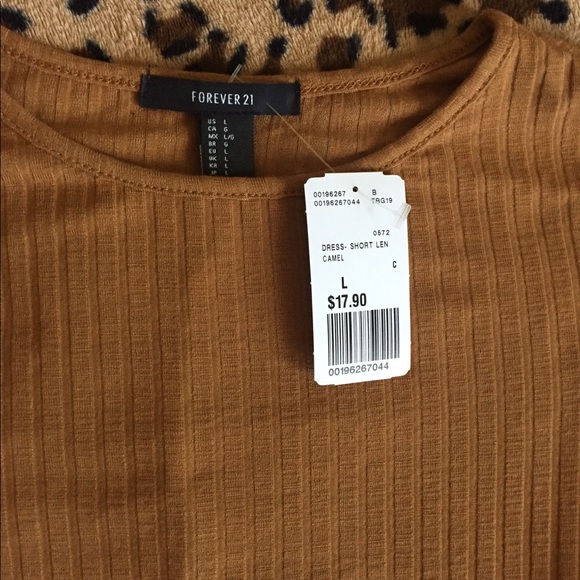 FOREVER 21
US L
CA G
MX L/G
BR G
EU L
UK L
KR L
00196267 B
00196267044 TRG19
0572
DRESS- SHORT LEN
CAMEL
C
L
$17.90
00196267044